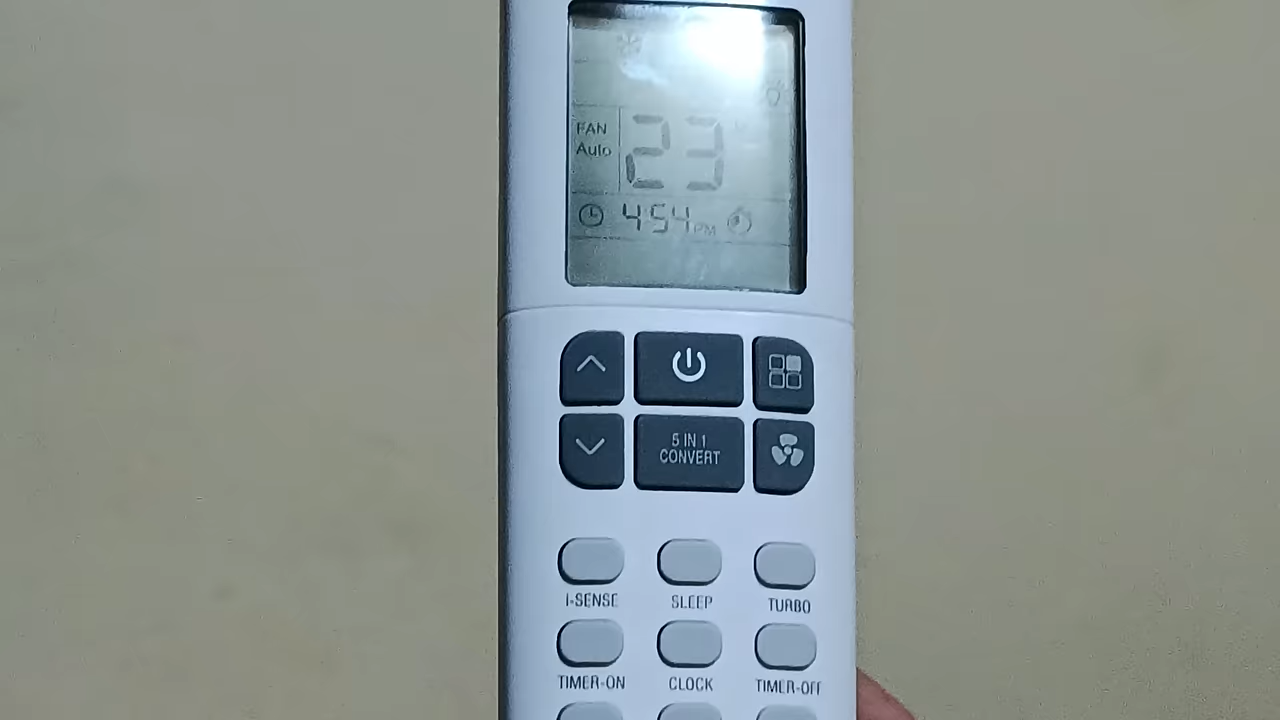 FAN
Auto
23
4:54 PM
5 IN 1
CONVERT
i-SENSE
SLEEP
TURBO
TIMER-ON
CLOCK
TIMER-OFF